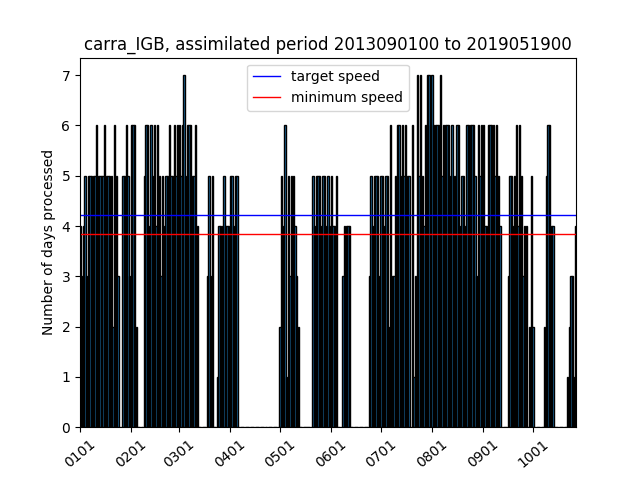 carra_IGB, assimilated period 2013090100 to 2019051900
target speed
minimum speed
Number of days processed
7
6
5
4
3
2
1
0
0101 0201 0301 0401 0501 0601 0701 0801 0901 1001